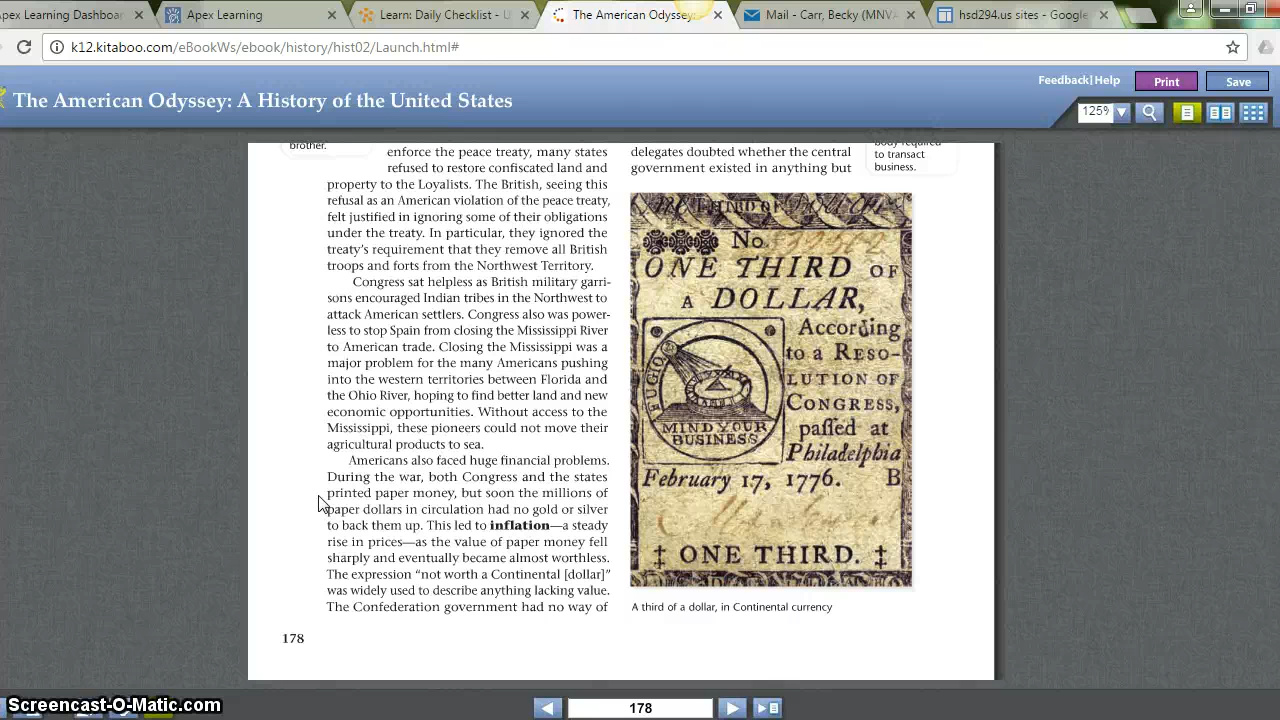 Apex Learning Dashboard
Apex Learning
Learn: Daily Checklist -
The American Odyssey:
Mail - Carr, Becky (MNVA
hsd294.us sites - Google
k12.kitaboo.com/eBookWs/ebook/history/hist02/Launch.html#
Feedback|Help
Print
Save
The American Odyssey: A History of the United States
125%
brother.
enforce the peace treaty, many states
refused to restore confiscated land and
property to the Loyalists. The British, seeing this
refusal as an American violation of the peace treaty,
felt justified in ignoring some of their obligations
under the treaty. In particular, they ignored the
treaty's requirement that they remove all British
troops and forts from the Northwest Territory.
Congress sat helpless as British military garri-
sons encouraged Indian tribes in the Northwest to
attack American settlers. Congress also was power-
less to stop Spain from closing the Mississippi River
to American trade. Closing the Mississippi was a
major problem for the many Americans pushing
into the western territories between Florida and
the Ohio River, hoping to find better land and new
economic opportunities. Without access to the
Mississippi, these pioneers could not move their
agricultural products to sea.
Americans also faced huge financial problems.
During the war, both Congress and the states
printed paper money, but soon the millions of
paper dollars in circulation had no gold or silver
to back them up. This led to inflation—a steady
rise in prices—as the value of paper money fell
sharply and eventually became almost worthless.
The expression “not worth a Continental [dollar]”
was widely used to describe anything lacking value.
The Confederation government had no way of
178
delegates doubted whether the central
government existed in anything but
body required
to transact
business.
No.
ONE THIRD OF
A DOLLAR,
According
to a RESO-
LUTION OF
CONGRESS,
paſſed at
Philadelphia
February 17, 1776. B
FUGIO
MIND YOUR
BUSINESS
‡ ONE THIRD. ‡
A third of a dollar, in Continental currency
178
Screencast-O-Matic.com